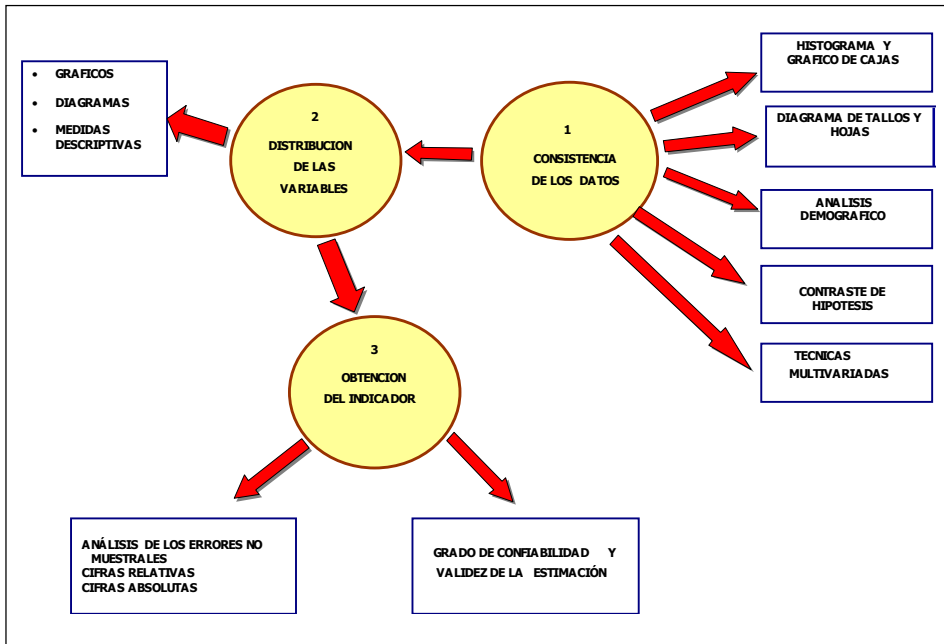 • GRAFICOS
• DIAGRAMAS
• MEDIDAS
DESCRIPTIVAS
2
DISTRIBUCION
DE LAS
VARIABLES
1
CONSISTENCIA
DE LOS DATOS
HISTOGRAMA Y
GRAFICO DE CAJAS
DIAGRAMA DE TALLOS Y
HOJAS
ANALISIS
DEMOGRAFICO
CONTRASTE DE
HIPOTESIS
TECNICAS
MULTIVARIADAS
3
OBTENCION
DEL INDICADOR
ANÁLISIS DE LOS ERRORES NO
MUESTRALES
CIFRAS RELATIVAS
CIFRAS ABSOLUTAS
GRADO DE CONFIABILIDAD Y
VALIDEZ DE LA ESTIMACIÓN